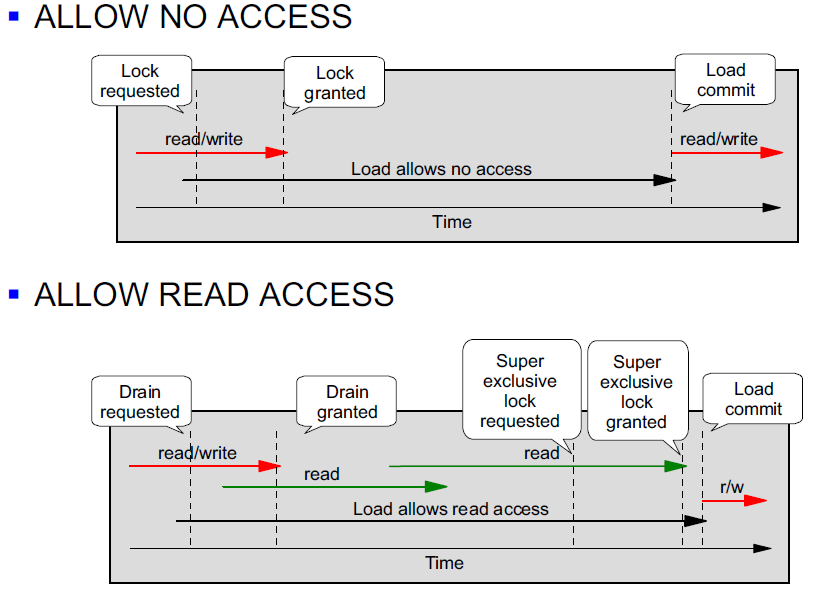 ALLOW NO ACCESS
Lock
requested
Lock
granted
Load
commit
read/write
read/write
Load allows no access
Time
ALLOW READ ACCESS
Drain
requested
Drain
granted
Super
exclusive
lock
requested
Super
exclusive
lock
granted
Load
commit
read/write
read
read
r/w
Load allows read access
Time